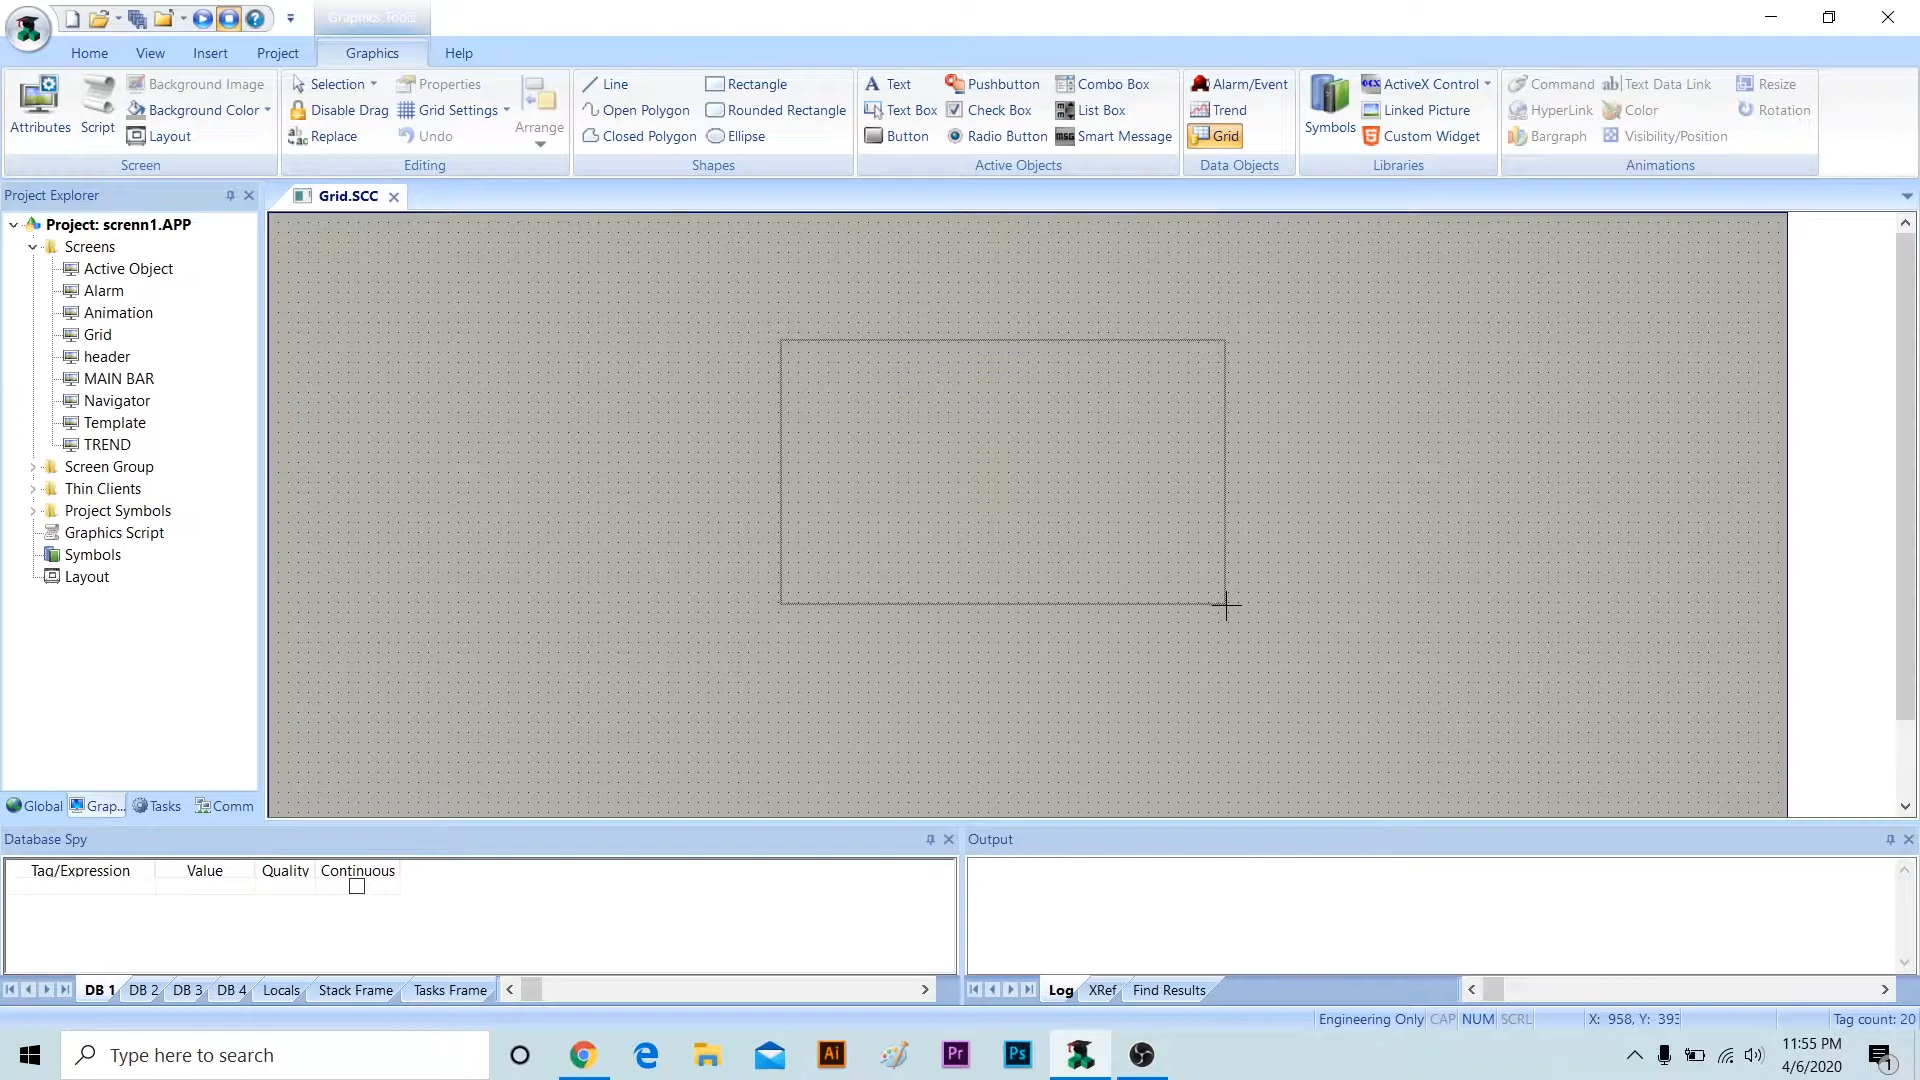 Graphics Tools
Home
View
Insert
Project
Graphics
Help
Attributes
Script
Background Image
Background Color
Layout
Screen
Selection
Disable Drag
Replace
Properties
Grid Settings
Undo
Arrange
Editing
Line
Open Polygon
Closed Polygon
Rectangle
Rounded Rectangle
Ellipse
Shapes
Text
Text Box
Button
Pushbutton
Check Box
Radio Button
Combo Box
List Box
Smart Message
Active Objects
Alarm/Event
Trend
Grid
Data Objects
Symbols
ActiveX Control
Linked Picture
Custom Widget
Libraries
Command
HyperLink
Bargraph
Text Data Link
Color
Visibility/Position
Resize
Rotation
Animations
Project Explorer
Grid.SCC
Project: screnn1.APP
Screens
Active Object
Alarm
Animation
Grid
header
MAIN BAR
Navigator
Template
TREND
Screen Group
Thin Clients
Project Symbols
Graphics Script
Symbols
Layout
Global
Grap...
Tasks
Comm
Database Spy
Tag/Expression
Value
Quality
Continuous
DB 1
DB 2
DB 3
DB 4
Locals
Stack Frame
Tasks Frame
Output
Log
XRef
Find Results
Engineering Only
CAP
NUM
SCRL
X: 958, Y: 393
Tag count: 20
Type here to search
Ai
Pr
Ps
11:55 PM
4/6/2020
1